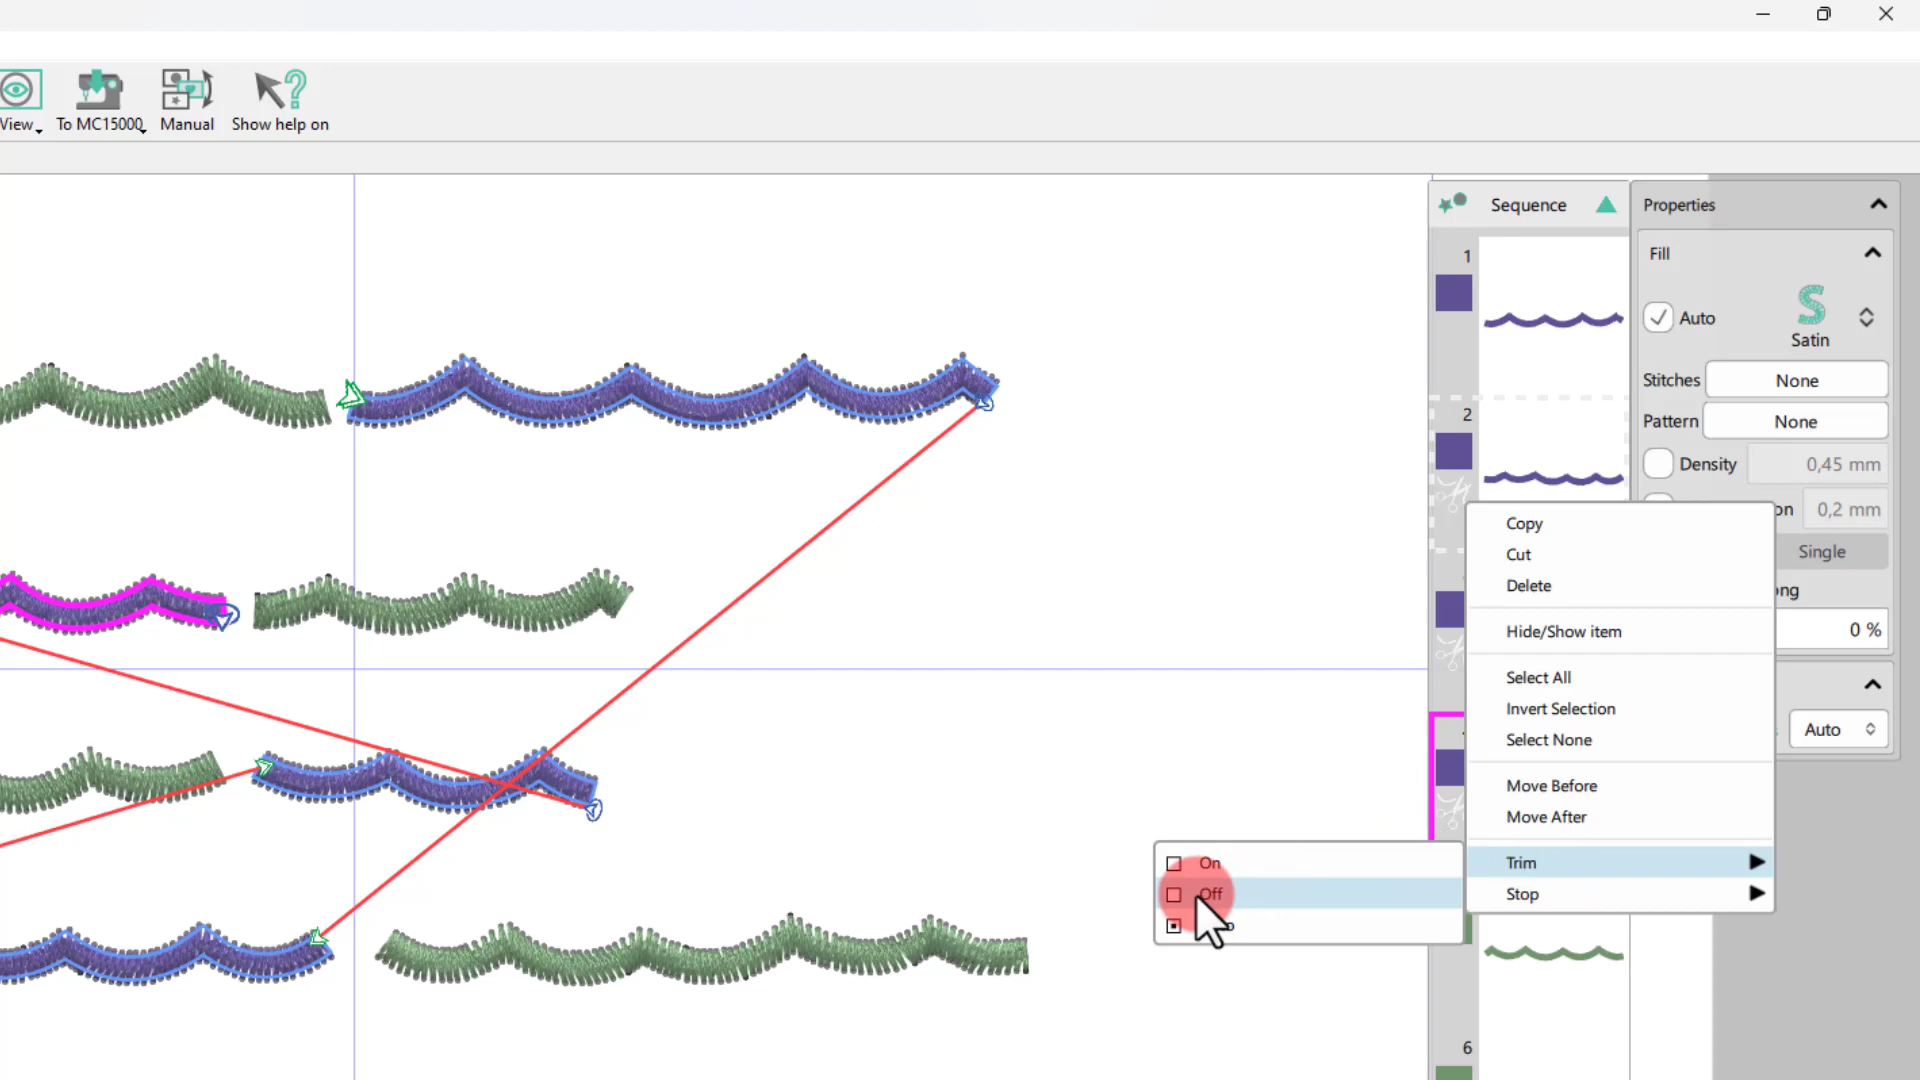 View
To MC15000
Manual
Show help on
Sequence
Properties
1
Fill
Auto
Satin
Stitches
None
2
Pattern
None
Density
0,45 mm
on
0,2 mm
Single
ng
0 %
Auto
Copy
Cut
Delete
Hide/Show item
Select All
Invert Selection
Select None
Move Before
Move After
Trim
Stop
On
Off
6